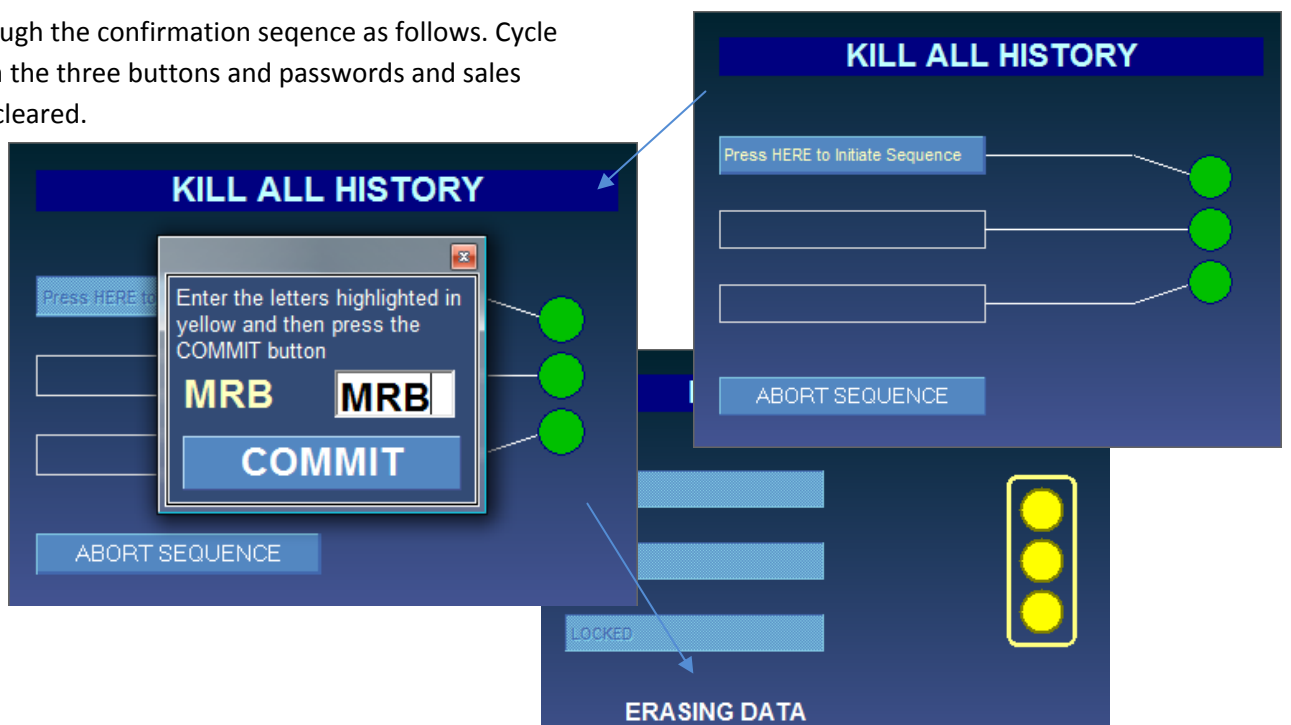 the confirmation seqence as follows. Cycle
the three buttons and passwords and sales
cleared.
KILL ALL HISTORY
Press HERE to Initiate Sequence
ABORT SEQUENCE
KILL ALL HISTORY
Press HERE to
Enter the letters highlighted in
yellow and then press the
COMMIT button
MRB MRB
COMMIT
ABORT SEQUENCE
LOCKED
ERASING DATA